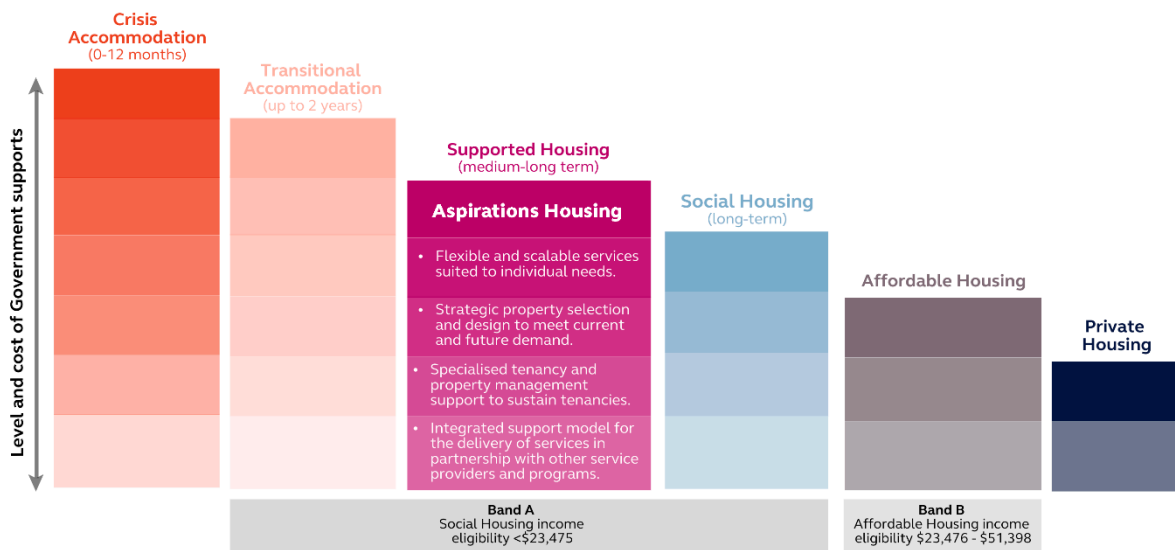 Crisis
Accommodation
(0-12 months)
Transitional
Accommodation
(up to 2 years)
Supported Housing
(medium-long term)
Social Housing
(long-term)
Affordable Housing
Private
Housing
Level and cost of Government supports
Aspirations Housing
• Flexible and scalable services
suited to individual needs.
• Strategic property selection
and design to meet current
and future demand.
• Specialised tenancy and
property management
support to sustain tenancies.
• Integrated support model for
the delivery of services in
partnership with other service
providers and programs.
Band A
Social Housing income
eligibility <$23,475
Band B
Affordable Housing income
eligibility $23,476 - $51,398